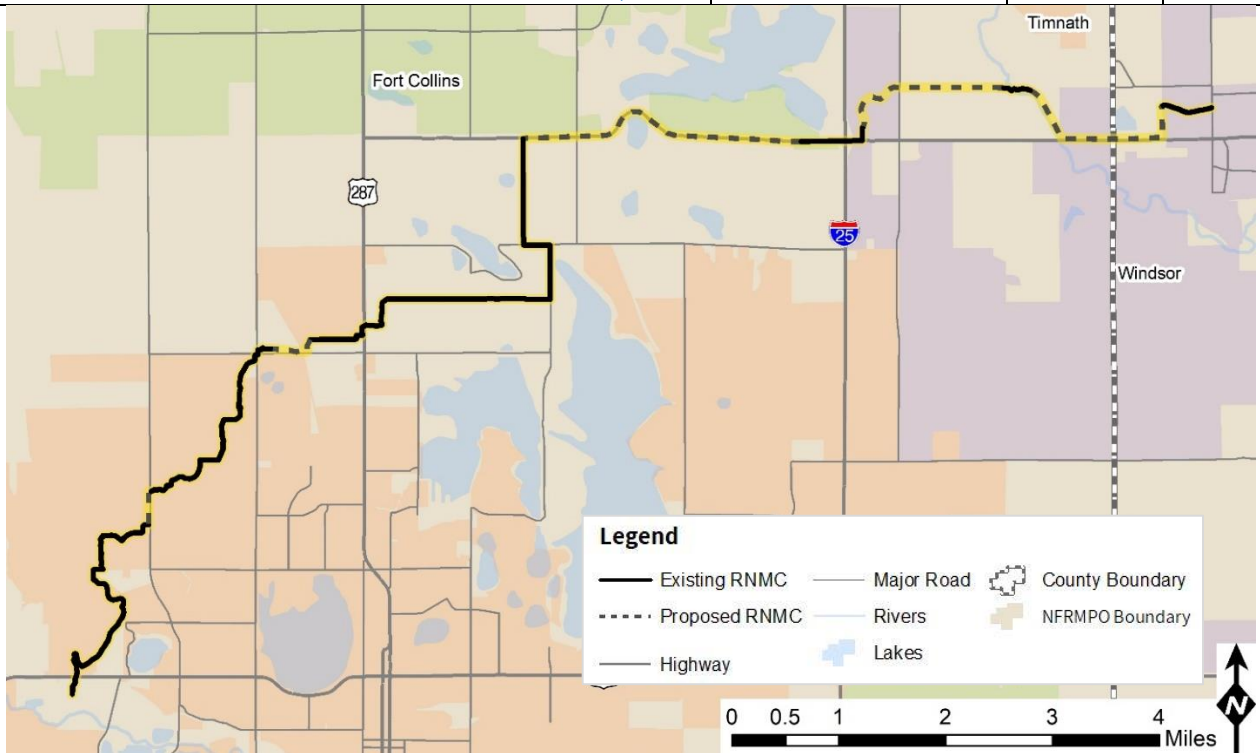 Timnath
Fort Collins
287
25
Windsor
Legend
Existing RNMC
Major Road
County Boundary
Proposed RNMC
Rivers
NFRMPO Boundary
Highway
Lakes
N
0 0.5 1 2 3 4
Miles